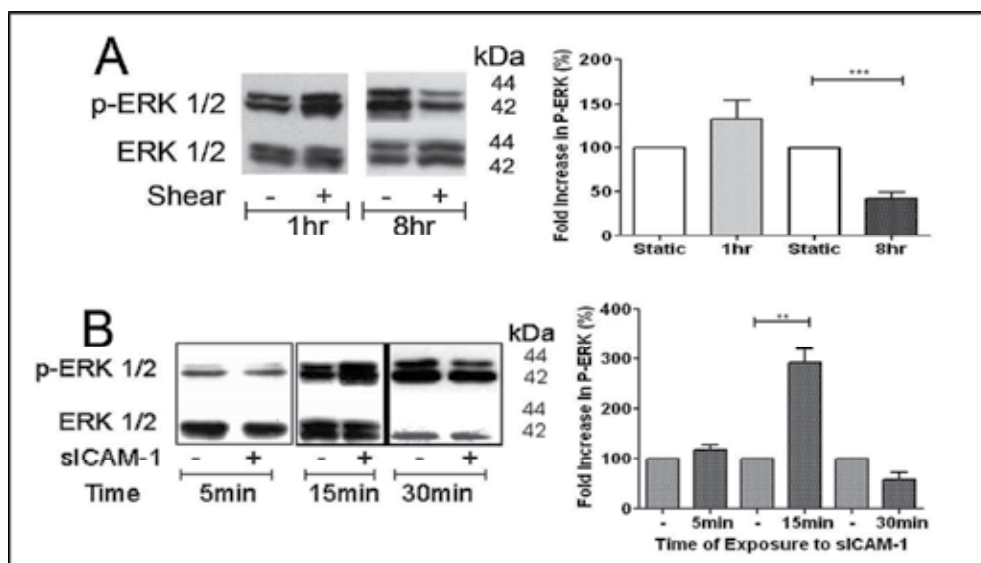 A
kDa
p-ERK 1/2
44
42
ERK 1/2
44
42
Shear - + - +
1hr 8hr
Fold Increase in P-ERK (%)
200
150
100
50
0
***
Static 1hr Static 8hr
B
kDa
p-ERK 1/2
44
42
ERK 1/2
44
42
sICAM-1 - + - + - +
Time 5min 15min 30min
Fold Increase In P-ERK (%)
400
300
200
100
0
**
- 5min - 15min - 30min
Time of Exposure to sICAM-1